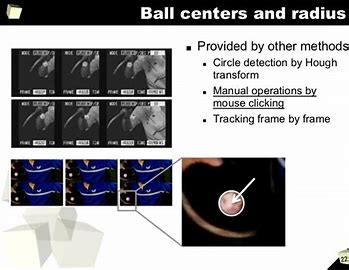 Ball centers and radius
Provided by other methods
Circle detection by Hough
transform
Manual operations by
mouse clicking
Tracking frame by frame